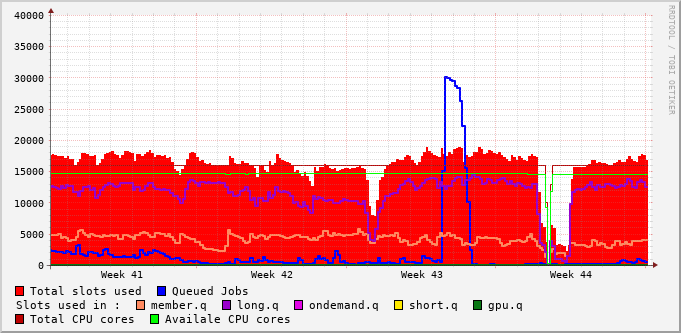 40000
35000
30000
25000
20000
15000
10000
5000
0
Week 41 Week 42 Week 43 Week 44
RRDTOOL / TOBI OETIKER
Total slots used Queued Jobs
Slots used in : member.q long.q ondemand.q short.q gpu.q
Total CPU cores Availale CPU cores